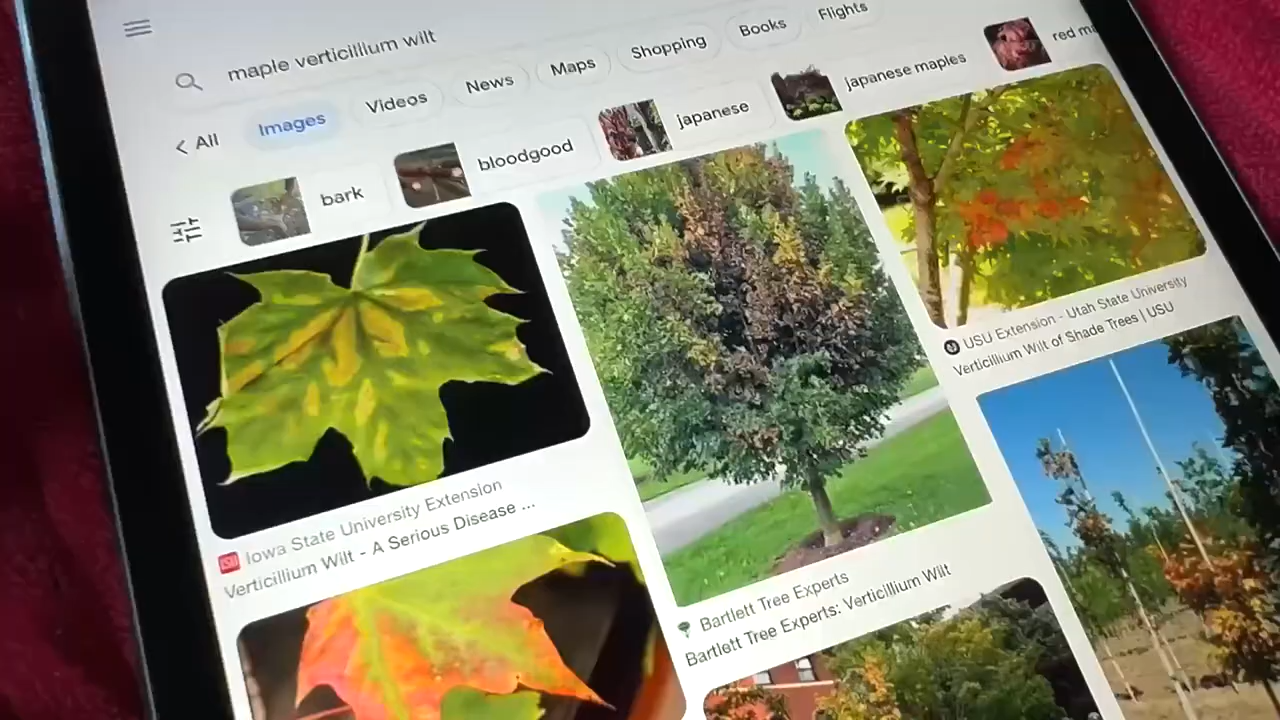 maple verticillium wilt
All
Images
Videos
News
Maps
Shopping
Books
Flights
bark
bloodgood
japanese
japanese maples
red
Iowa State University Extension
Verticillium Wilt - A Serious Disease ...
Bartlett Tree Experts
Bartlett Tree Experts: Verticillium Wilt
USU Extension - Utah State University
Verticillium Wilt of Shade Trees | USU